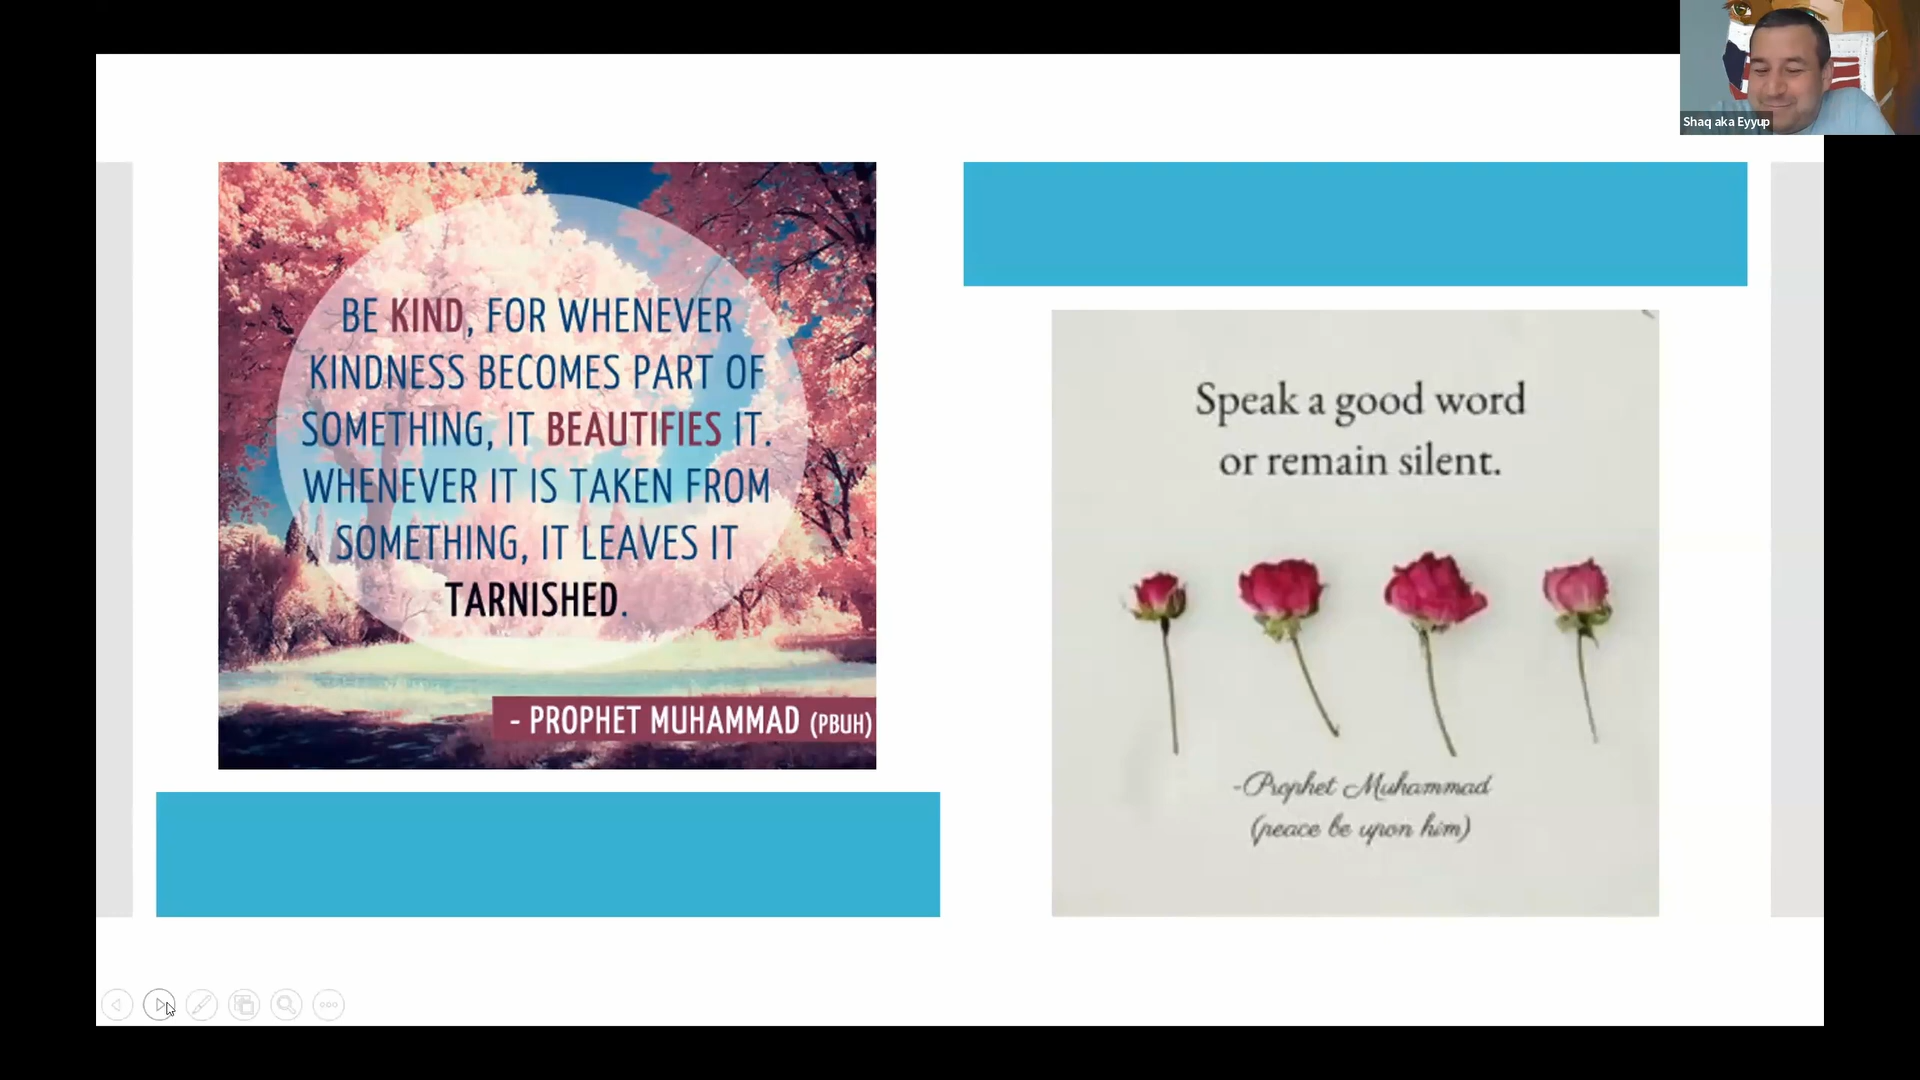 BE KIND, FOR WHENEVER
KINDNESS BECOMES PART OF
SOMETHING, IT BEAUTIFIES IT.
WHENEVER IT IS TAKEN FROM
SOMETHING, IT LEAVES IT
TARNISHED.
- PROPHET MUHAMMAD (PBUH)
Speak a good word
or remain silent.
-Prophet Muhammad
(peace be upon him)
Shaq aka Eyyup